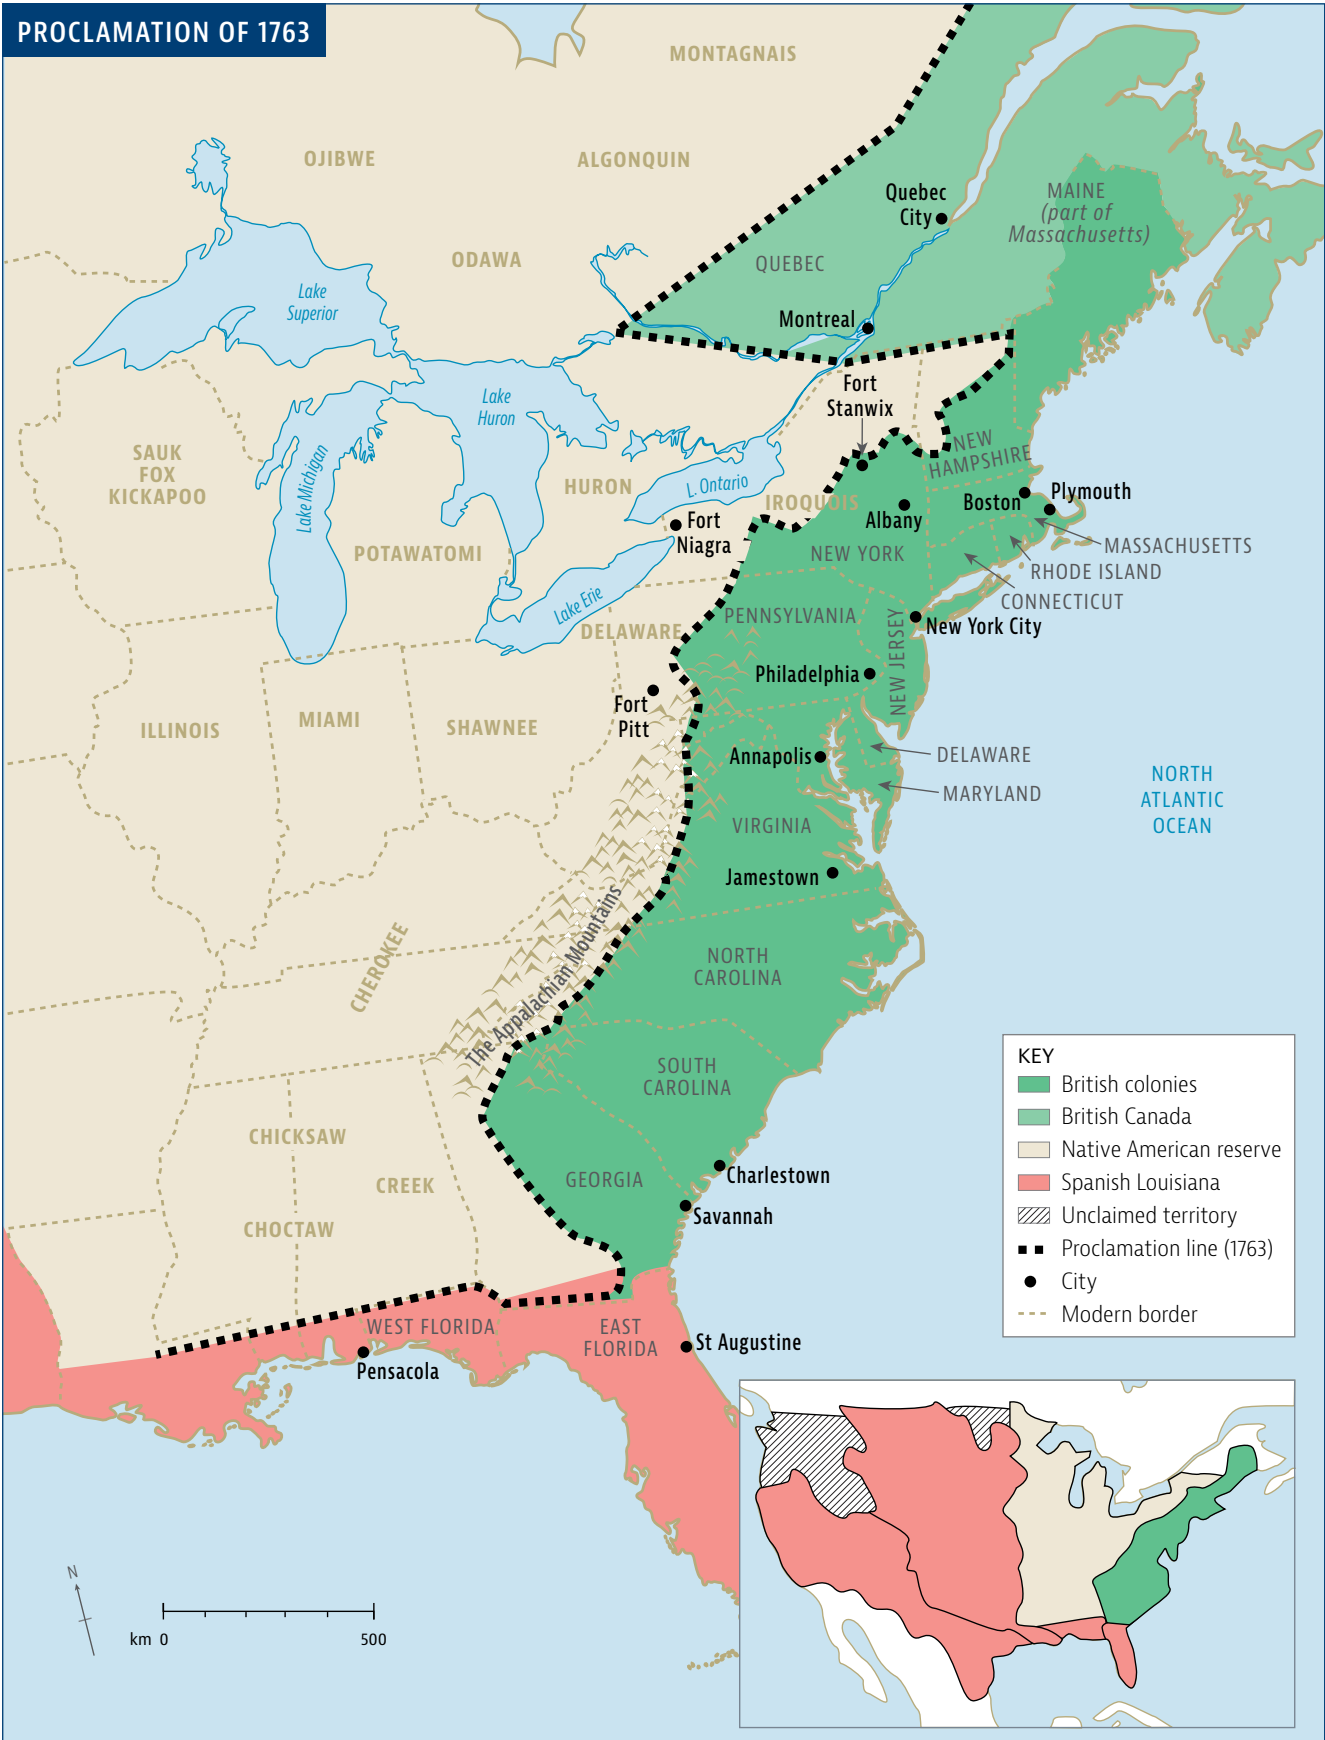 PROCLAMATION OF 1763
MONTAGNAIS
OJIBWE
ALGONQUIN
Quebec
City
MAINE
(part of
Massachusetts)
ODAWA
QUEBEC
Lake
Superior
Montreal
Fort
Stanwix
Lake
Huron
NEW
HAMPSHIRE
SAUK
FOX
KICKAPOO
Lake Michigan
HURON
L. Ontario
IROQUOIS
Boston
Plymouth
Albany
Fort
Niagra
POTAWATOMI
NEW YORK
MASSACHUSETTS
RHODE ISLAND
CONNECTICUT
Lake Erie
DELAWARE
PENNSYLVANIA
NEW JERSEY
New York City
Philadelphia
Fort
Pitt
ILLINOIS
MIAMI
SHAWNEE
Annapolis
DELAWARE
MARYLAND
NORTH
ATLANTIC
OCEAN
VIRGINIA
Jamestown
The Appalachian Mountains
CHEROKEE
NORTH
CAROLINA
SOUTH
CAROLINA
CHICKSAW
CREEK
CHOCTAW
GEORGIA
Charlestown
Savannah
WEST FLORIDA
EAST
FLORIDA
St Augustine
Pensacola
KEY
British colonies
British Canada
Native American reserve
Spanish Louisiana
Unclaimed territory
Proclamation line (1763)
City
Modern border
N
km 0 500